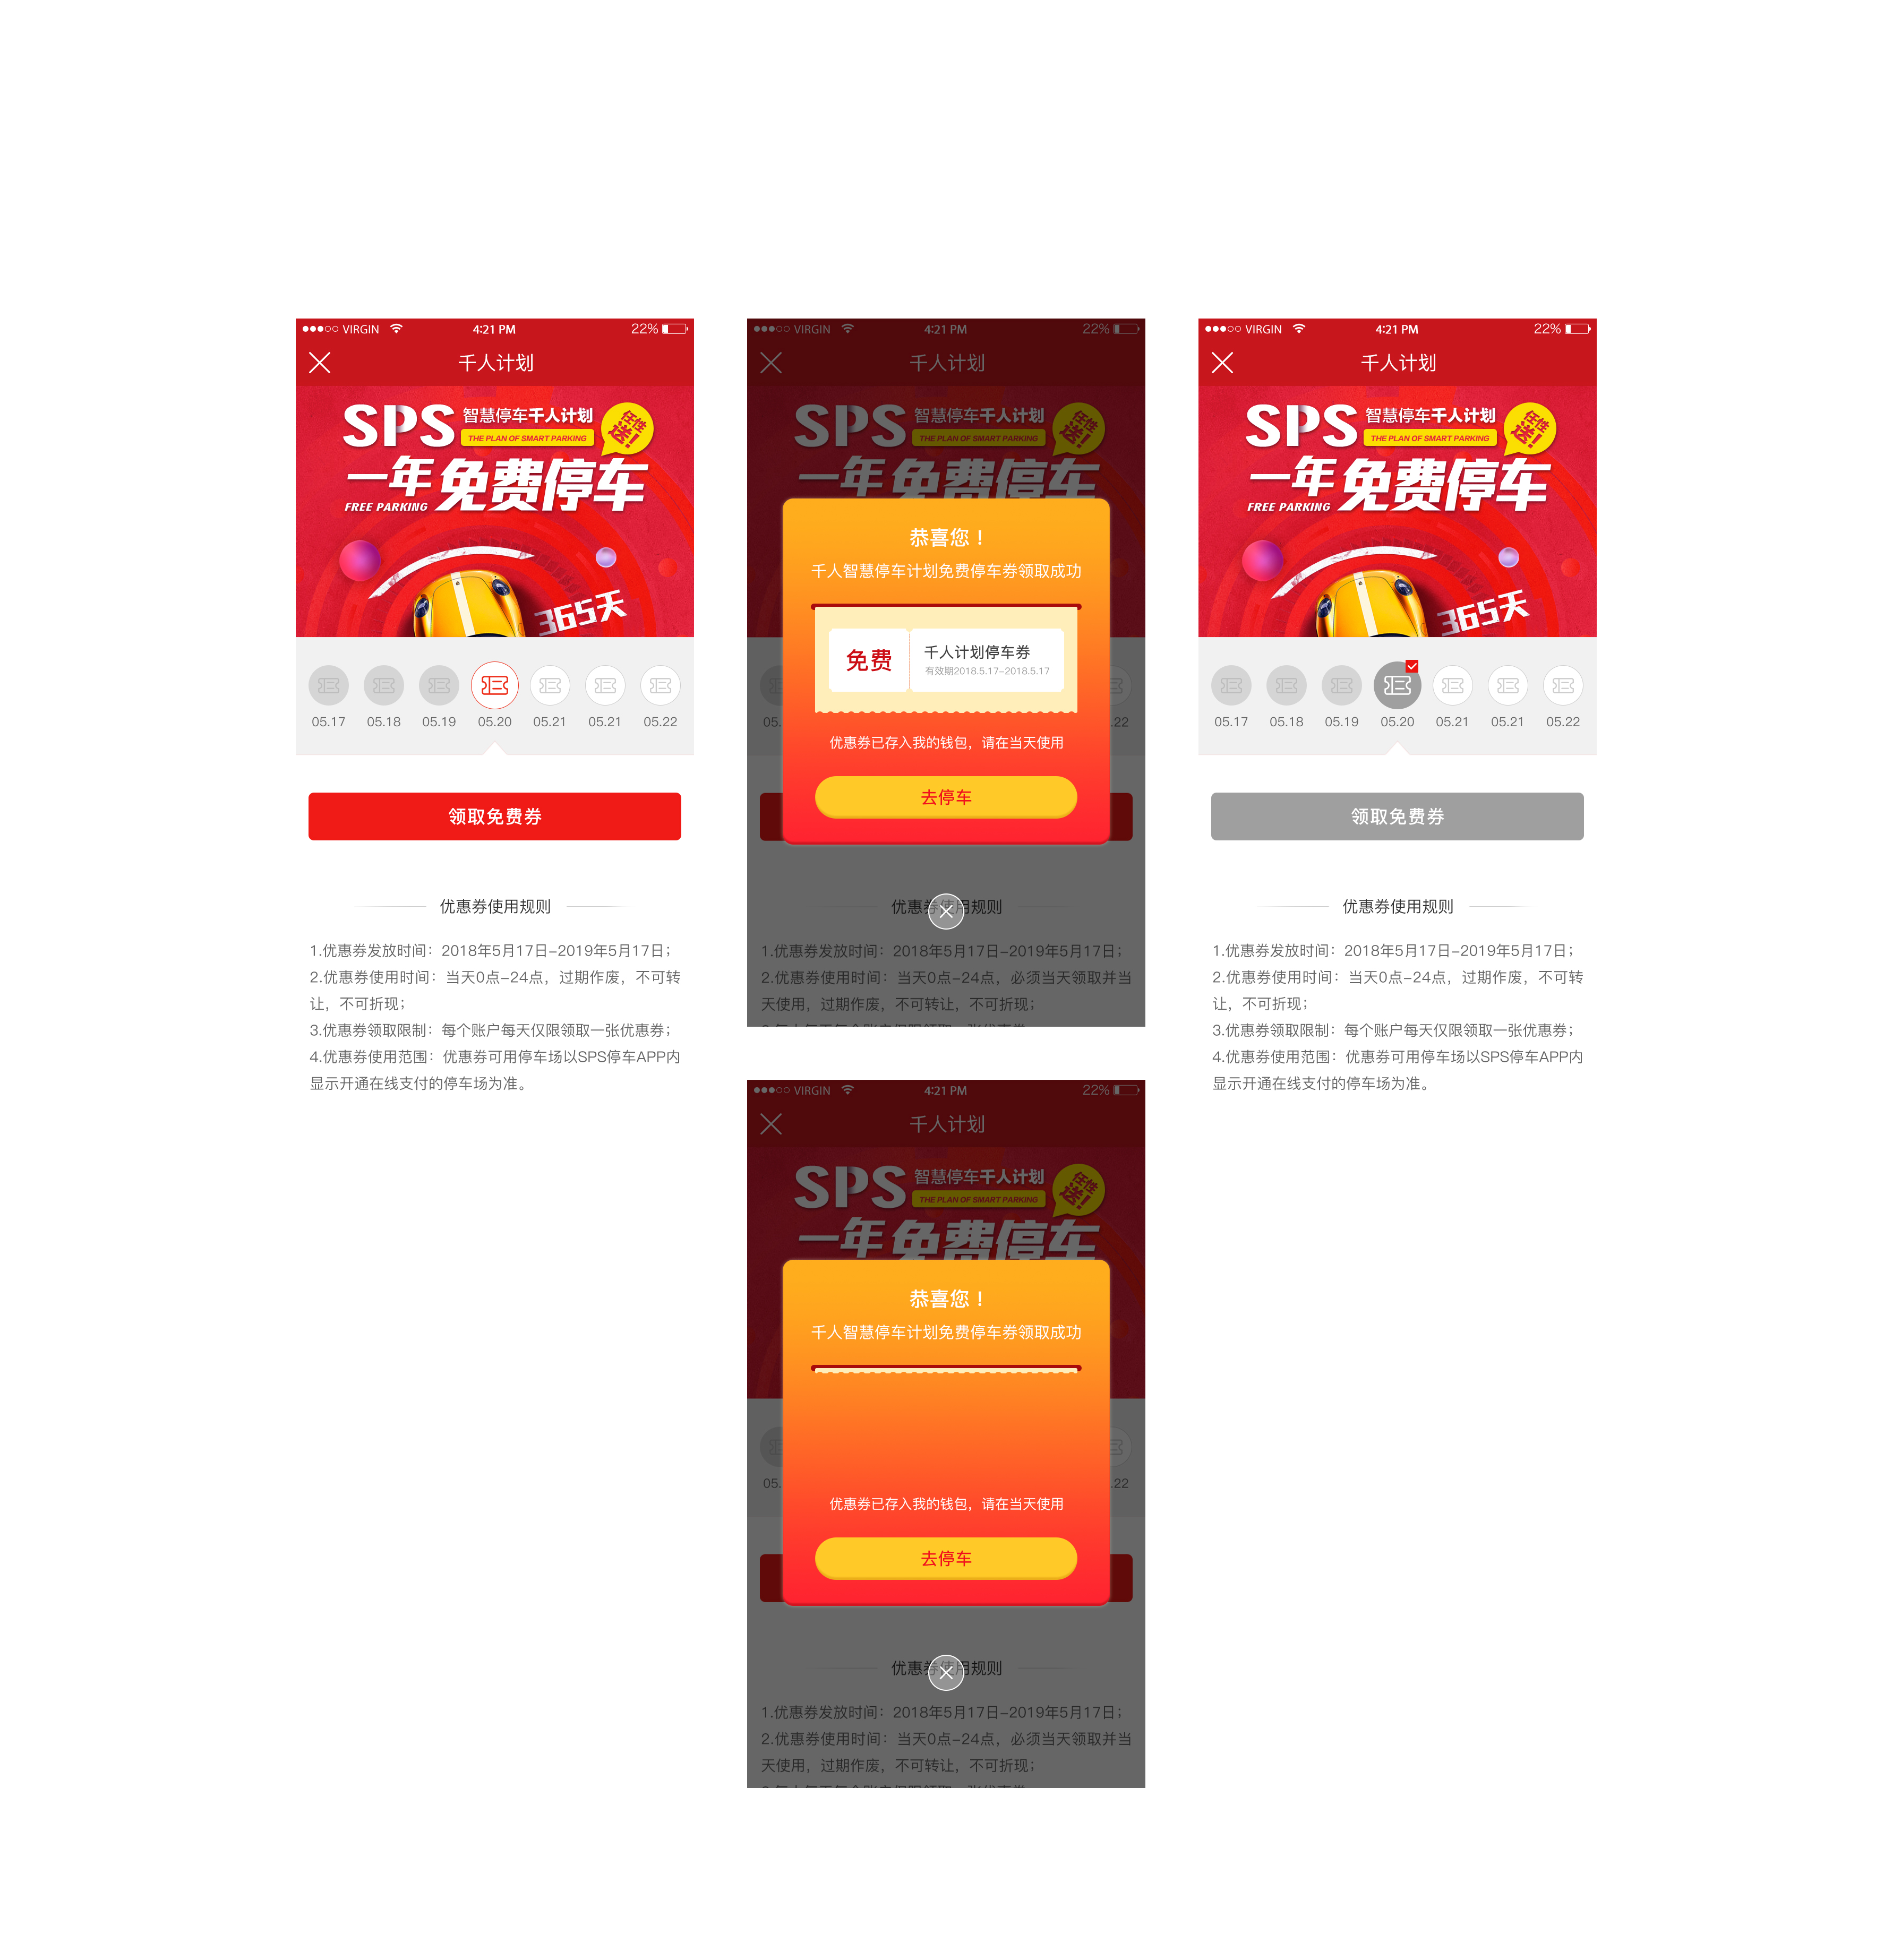 VIRGIN 4:21 PM 22%
千人计划
SPS 智慧停车千人计划
THE PLAN OF SMART PARKING
任性
送!
一年免费停车
FREE PARKING
365天
05.17 05.18 05.19 05.20 05.21 05.21 05.22
领取免费券
优惠券使用规则
1.优惠券发放时间：2018年5月17日-2019年5月17日；
2.优惠券使用时间：当天0点-24点，过期作废，不可转
让，不可折现；
3.优惠券领取限制：每个账户每天仅限领取一张优惠券；
4.优惠券使用范围：优惠券可用停车场以SPS停车APP内
显示开通在线支付的停车场为准。
VIRGIN 4:21 PM 22%
千人计划
SPS 智慧停车千人计划
THE PLAN OF SMART PARKING
任性
送!
一年免费停车
恭喜您！
千人智慧停车计划免费停车券领取成功
免费
千人计划停车券
有效期2018.5.17-2018.5.17
05. .22
优惠券已存入我的钱包，请在当天使用
去停车
优惠券使用规则
1.优惠券发放时间：2018年5月17日-2019年5月17日；
2.优惠券使用时间：当天0点-24点，必须当天领取并当
天使用，过期作废，不可转让，不可折现；
VIRGIN 4:21 PM 22%
千人计划
SPS 智慧停车千人计划
THE PLAN OF SMART PARKING
任性
送!
一年免费停车
恭喜您！
千人智慧停车计划免费停车券领取成功
05. .22
优惠券已存入我的钱包，请在当天使用
去停车
优惠券使用规则
1.优惠券发放时间：2018年5月17日-2019年5月17日；
2.优惠券使用时间：当天0点-24点，必须当天领取并当
天使用，过期作废，不可转让，不可折现；
VIRGIN 4:21 PM 22%
千人计划
SPS 智慧停车千人计划
THE PLAN OF SMART PARKING
任性
送!
一年免费停车
FREE PARKING
365天
05.17 05.18 05.19 05.20 05.21 05.21 05.22
领取免费券
优惠券使用规则
1.优惠券发放时间：2018年5月17日-2019年5月17日；
2.优惠券使用时间：当天0点-24点，过期作废，不可转
让，不可折现；
3.优惠券领取限制：每个账户每天仅限领取一张优惠券；
4.优惠券使用范围：优惠券可用停车场以SPS停车APP内
显示开通在线支付的停车场为准。